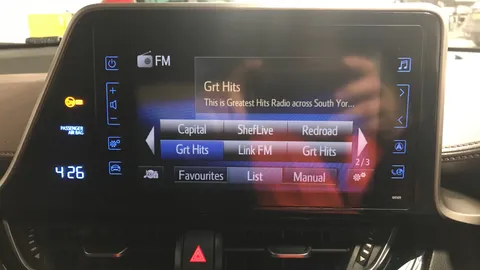 FM
Grt Hits
This is Greatest Hits Radio across South Yor...
Capital ShefLive Redroad
Grt Hits Link FM Grt Hits
2/3
Favourites List Manual
PASSENGER
AIR BAG
4:26